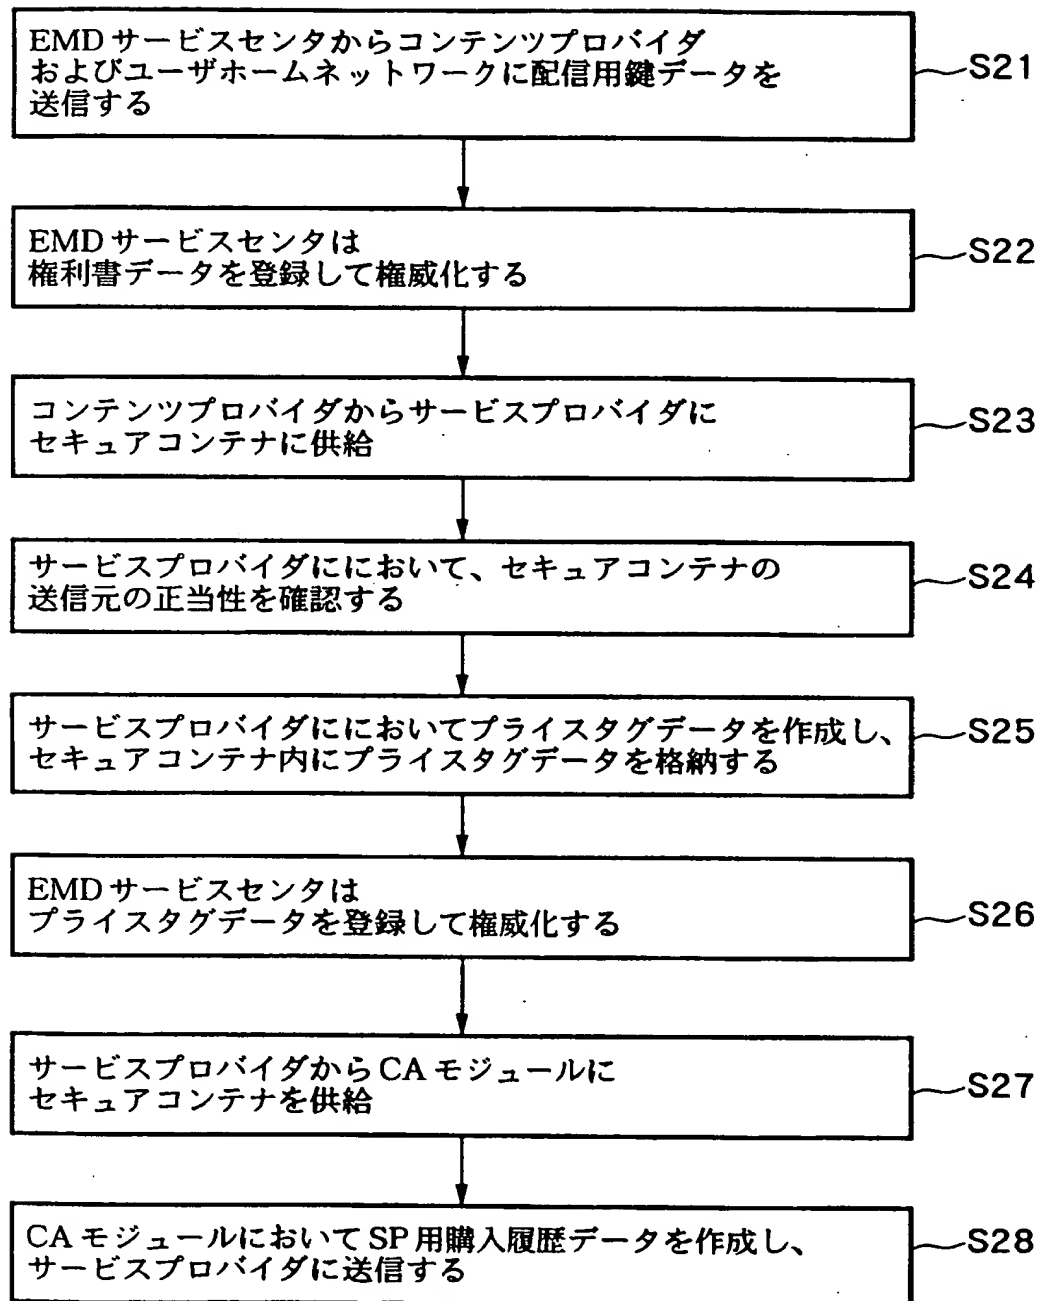 EMDサービスセンタからコンテンツプロバイダ
およびユーザホームネットワークに配信用鍵データを
送信する
S21
EMDサービスセンタは
権利書データを登録して権威化する
S22
コンテンツプロバイダからサービスプロバイダに
セキュアコンテナに供給
S23
サービスプロバイダににおいて、セキュアコンテナの
送信元の正当性を確認する
S24
サービスプロバイダににおいてプライスタグデータを作成し、
セキュアコンテナ内にプライスタグデータを格納する
S25
EMDサービスセンタは
プライスタグデータを登録して権威化する
S26
サービスプロバイダからCAモジュールに
セキュアコンテナを供給
S27
CAモジュールにおいてSP用購入履歴データを作成し、
サービスプロバイダに送信する
S28